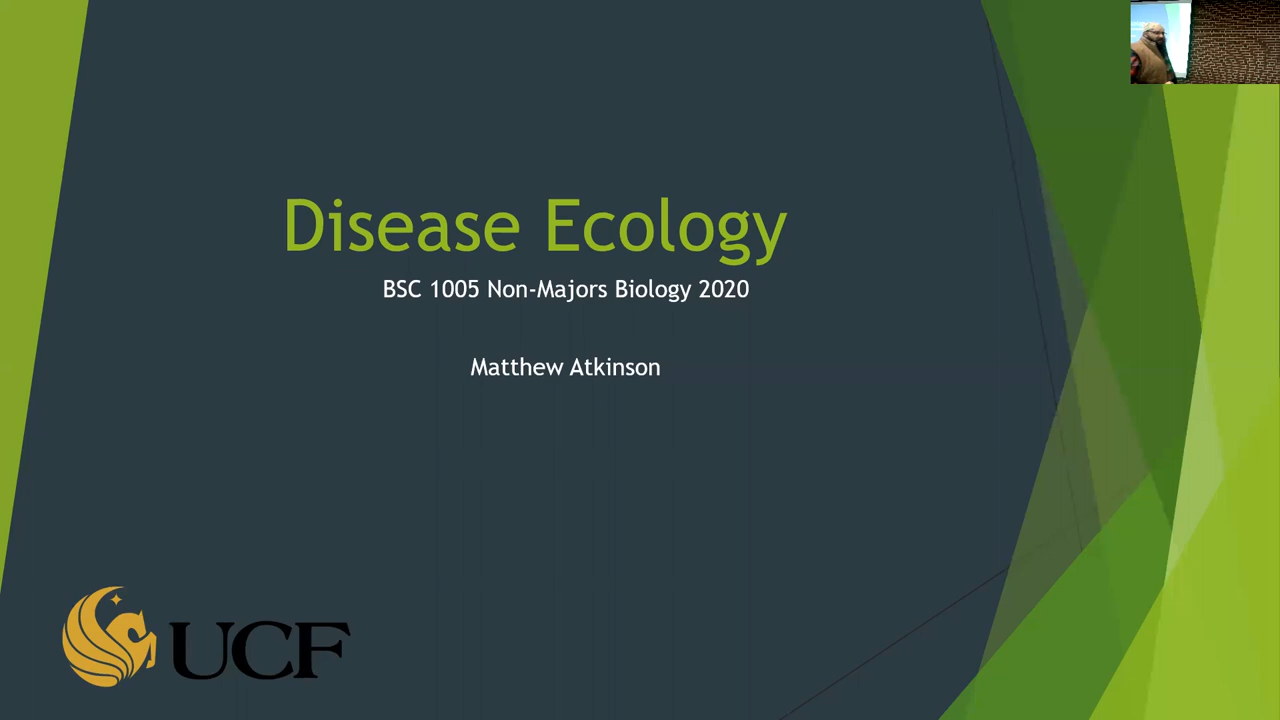 Disease Ecology
BSC 1005 Non-Majors Biology 2020
Matthew Atkinson
UCF